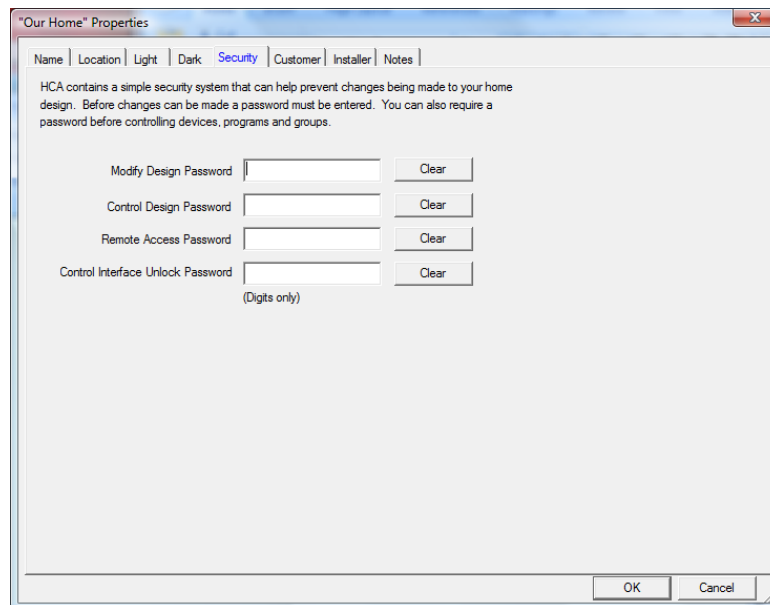 "Our Home" Properties
Name Location Light Dark Security Customer Installer Notes
HCA contains a simple security system that can help prevent changes being made to your home
design. Before changes can be made a password must be entered. You can also require a
password before controlling devices, programs and groups.
Modify Design Password Clear
Control Design Password Clear
Remote Access Password Clear
Control Interface Unlock Password Clear
(Digits only)
OK Cancel